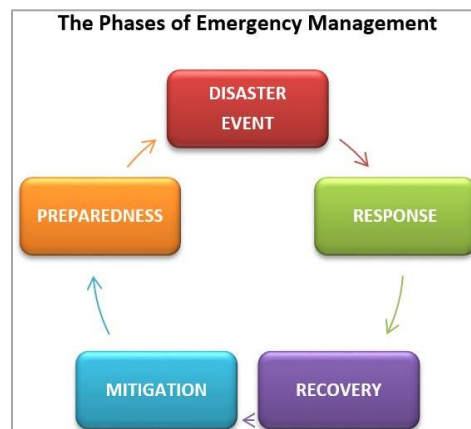 The Phases of Emergency Management
DISASTER
EVENT
PREPAREDNESS
RESPONSE
MITIGATION
RECOVERY